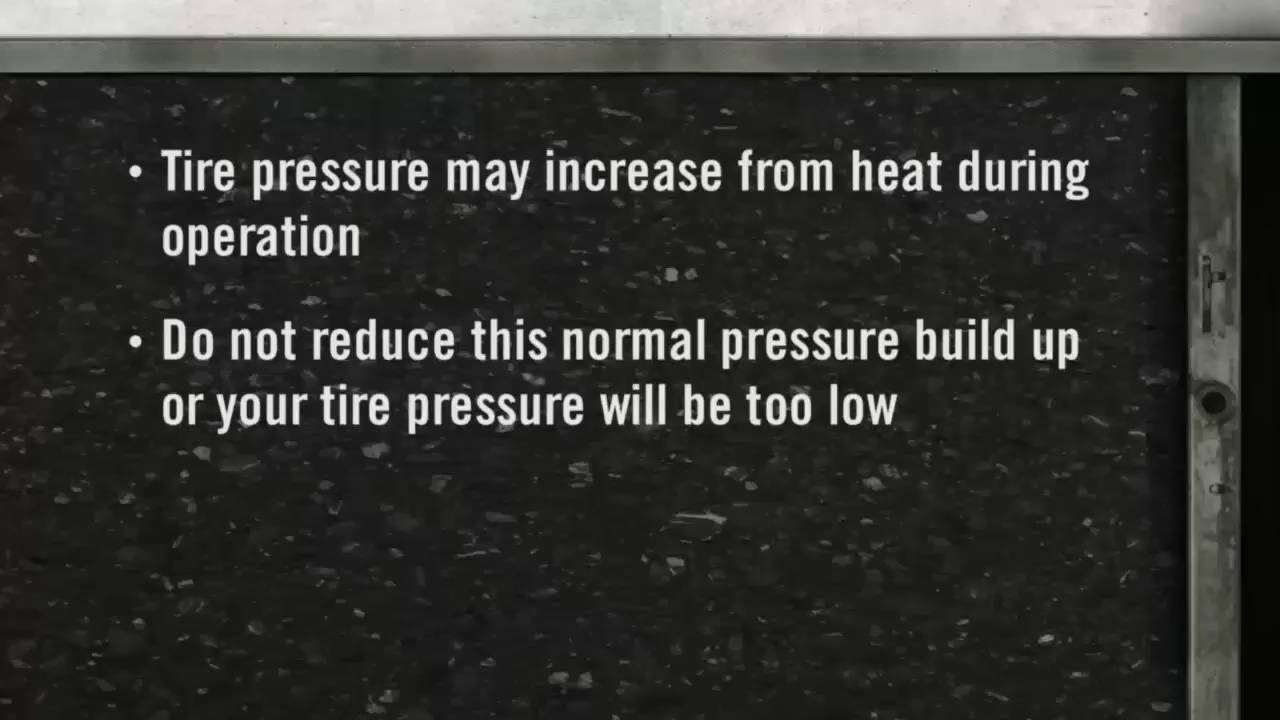 • Tire pressure may increase from heat during
operation
• Do not reduce this normal pressure build up
or your tire pressure will be too low